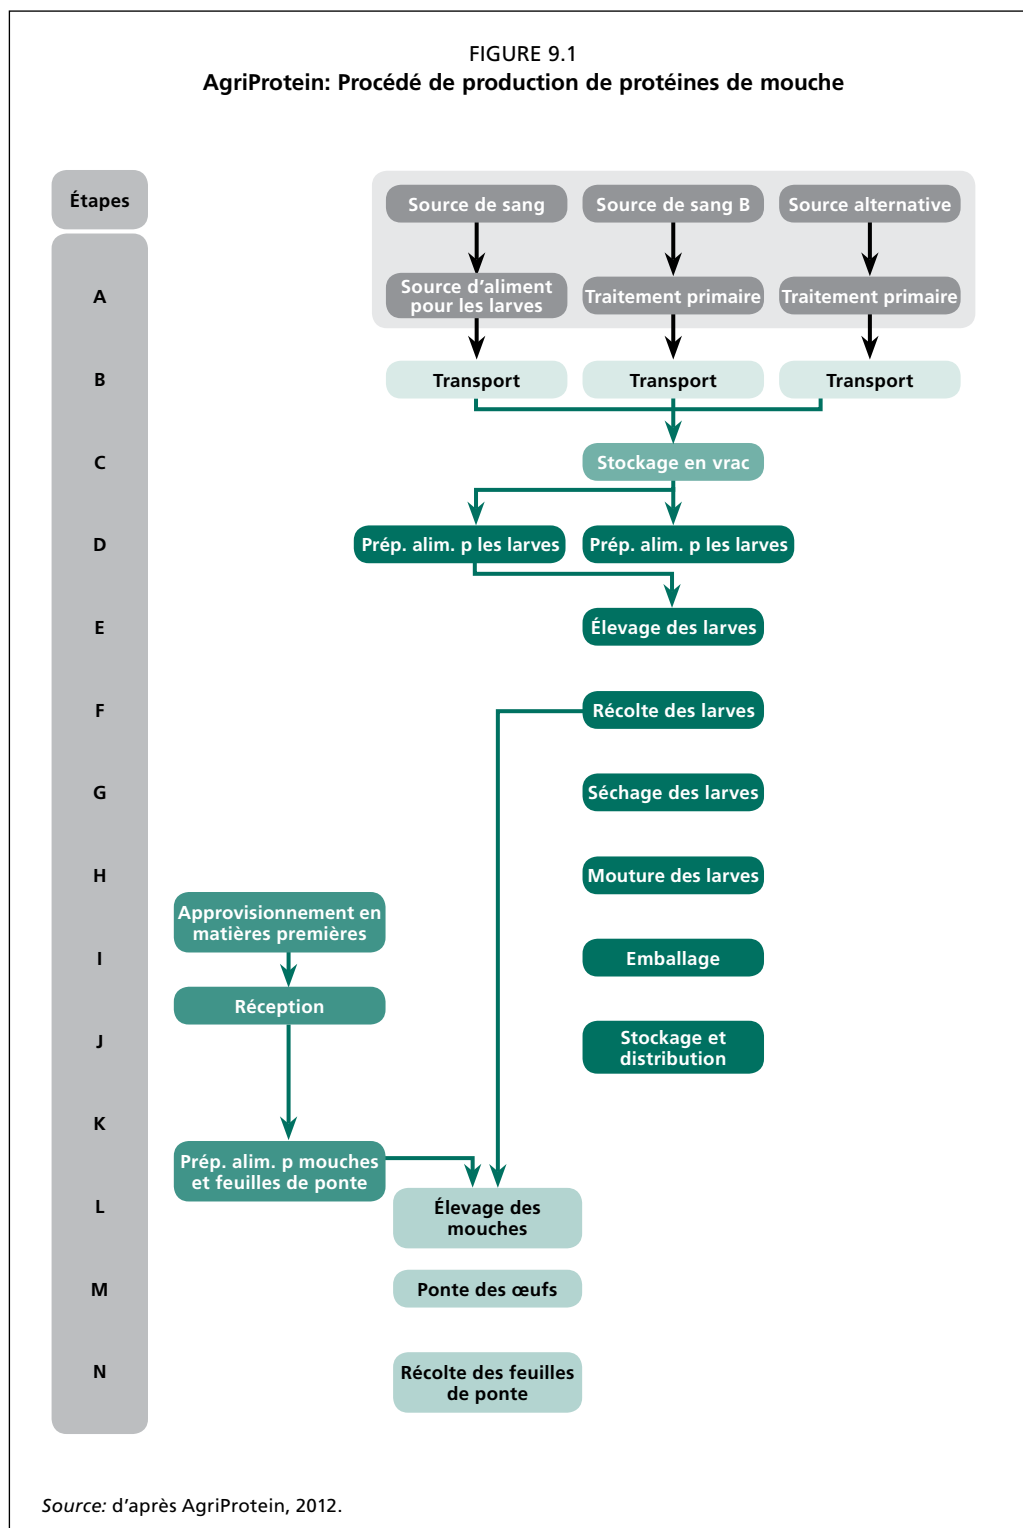 FIGURE 9.1
AgriProtein: Procédé de production de protéines de mouche
Étapes
Source de sang
Source de sang B
Source alternative
A
Source d'aliment
pour les larves
Traitement primaire
Traitement primaire
B
Transport
Transport
Transport
C
Stockage en vrac
D
Prép. alim. p les larves
Prép. alim. p les larves
E
Élevage des larves
F
Récolte des larves
G
Séchage des larves
H
Mouture des larves
Approvisionnement en
matières premières
I
Emballage
Réception
J
Stockage et
distribution
K
Prép. alim. p mouches
et feuilles de ponte
L
Élevage des
mouches
M
Ponte des œufs
N
Récolte des feuilles
de ponte
Source: d'après AgriProtein, 2012.